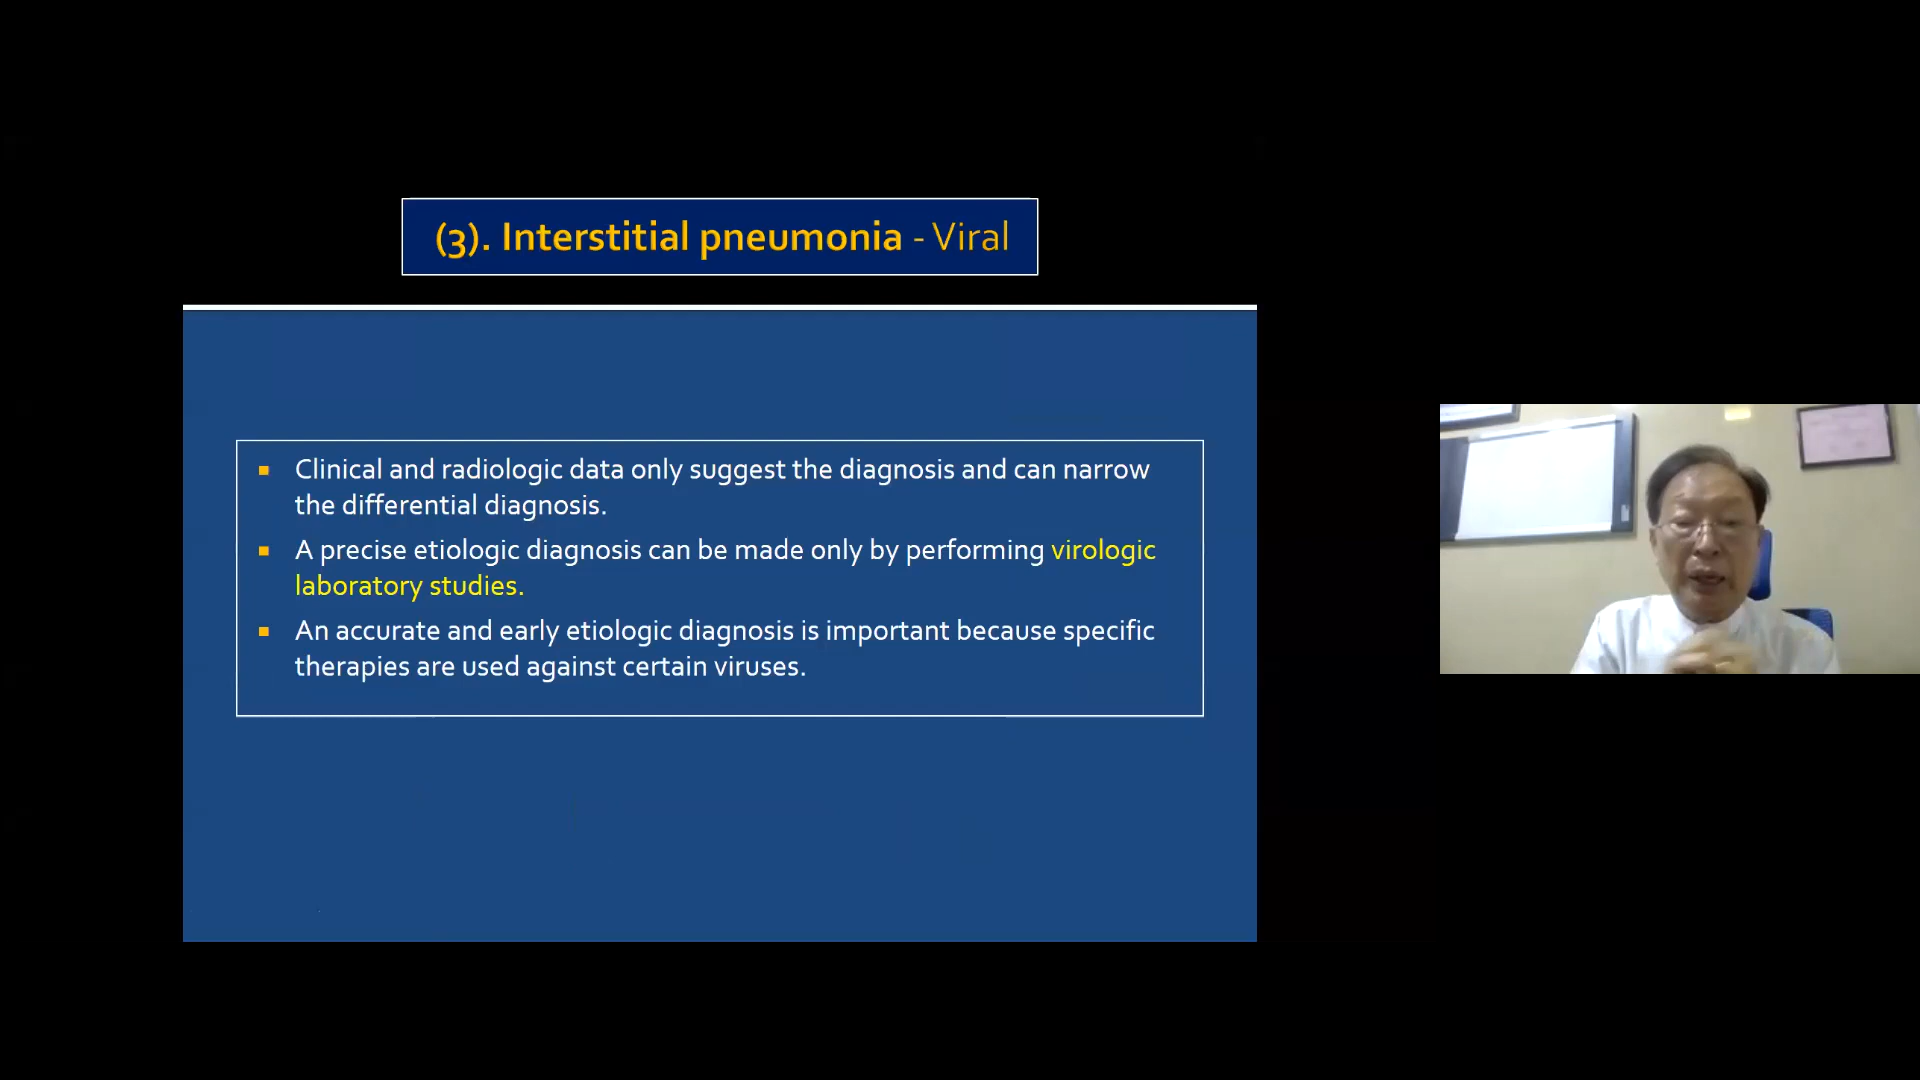 (3). Interstitial pneumonia - Viral
▪ Clinical and radiologic data only suggest the diagnosis and can narrow
the differential diagnosis.
▪ A precise etiologic diagnosis can be made only by performing virologic
laboratory studies.
▪ An accurate and early etiologic diagnosis is important because specific
therapies are used against certain viruses.